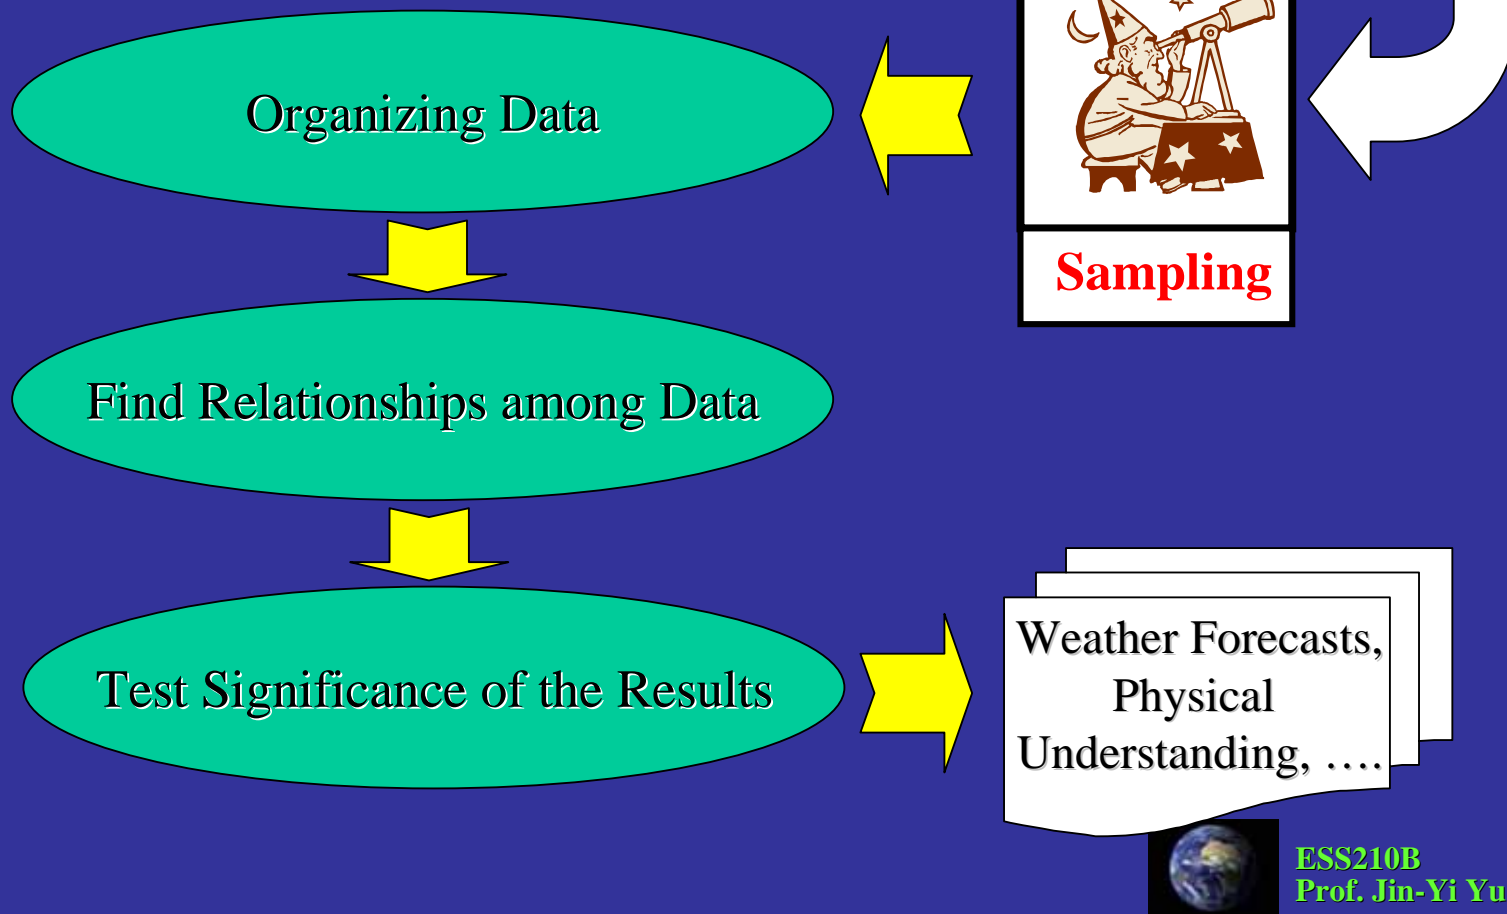 Organizing Data
Sampling
Find Relationships among Data
Test Significance of the Results
Weather Forecasts,
Physical
Understanding, ….
ESS210B
Prof. Jin-Yi Yu